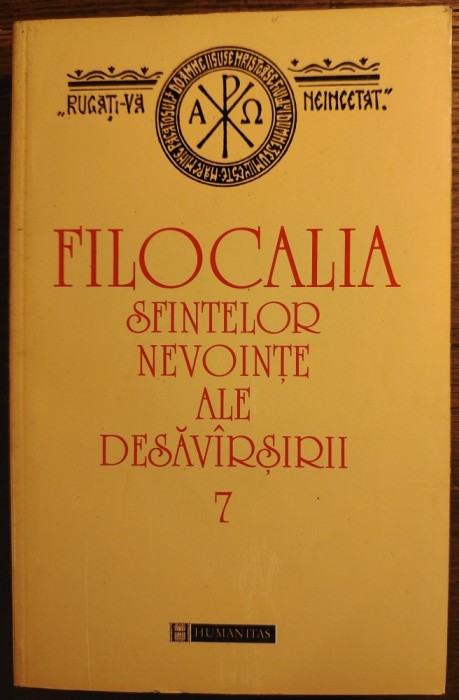 „RUGAȚI-VĂ
NEINCETAT.”
Α Ω
FILOCALIA
SFINTELOR
NEVOINȚE
ALE
DESĂVÎRȘIRII
7
H HUMANITAS